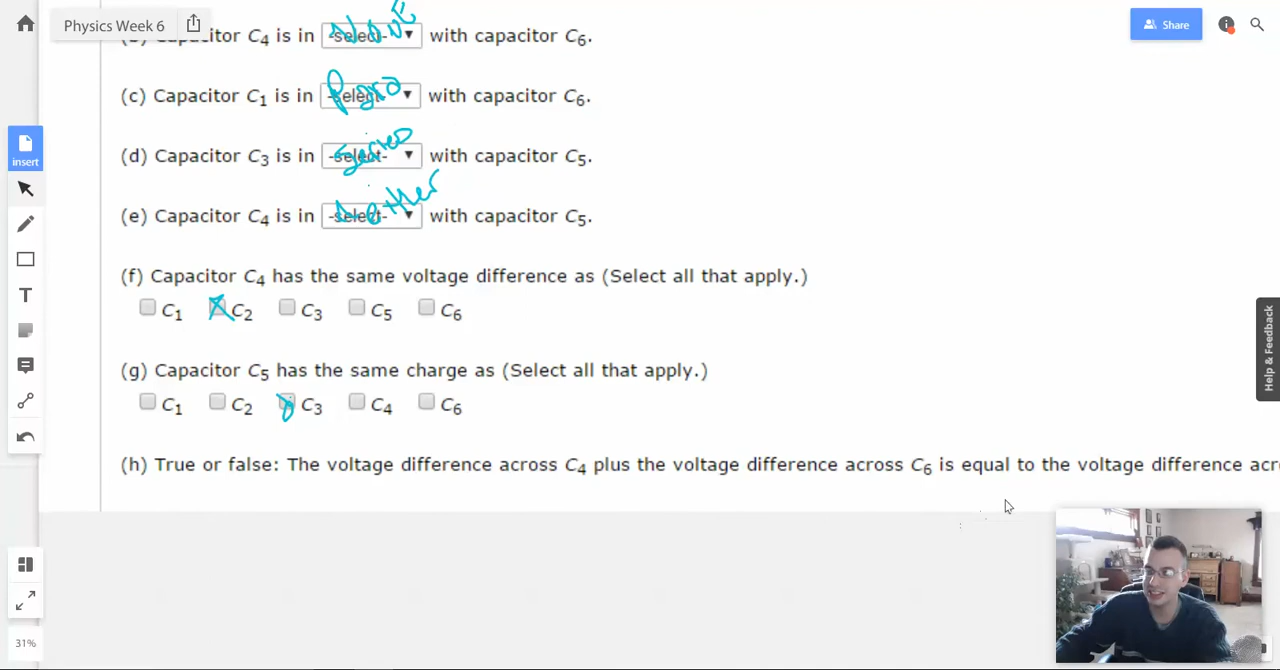 Physics Week 6
Share
C4 is in -select- with capacitor C6.
(c) Capacitor C1 is in -select- with capacitor C6.
Para
(d) Capacitor C3 is in -select- with capacitor C5.
series
insert
(e) Capacitor C4 is in -select- with capacitor C5.
(f) Capacitor C4 has the same voltage difference as (Select all that apply.)
C1 C2 C3 C5 C6
(g) Capacitor C5 has the same charge as (Select all that apply.)
C1 C2 C3 C4 C6
(h) True or false: The voltage difference across C4 plus the voltage difference across C6 is equal to the voltage difference
Help & Feedback
31%